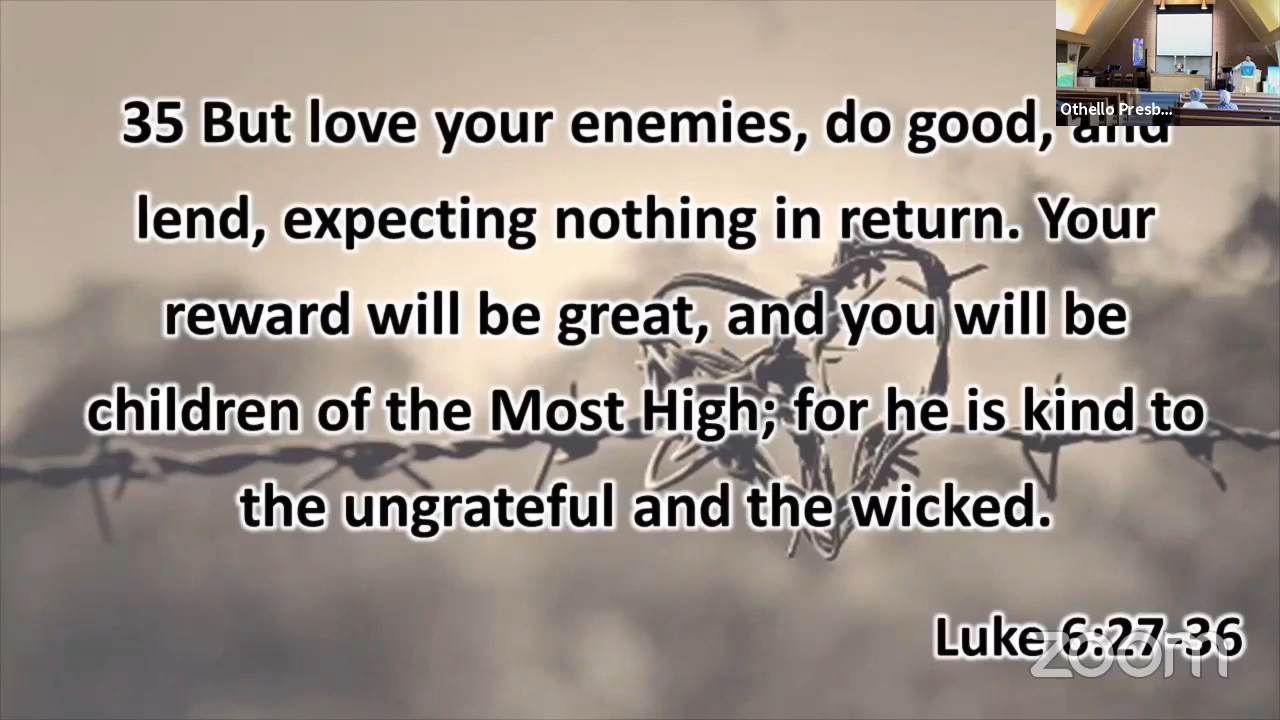 Othello Presb...
35 But love your enemies, do good, and
lend, expecting nothing in return. Your
reward will be great, and you will be
children of the Most High; for he is kind to
the ungrateful and the wicked.
Luke 6:27-36
zoom